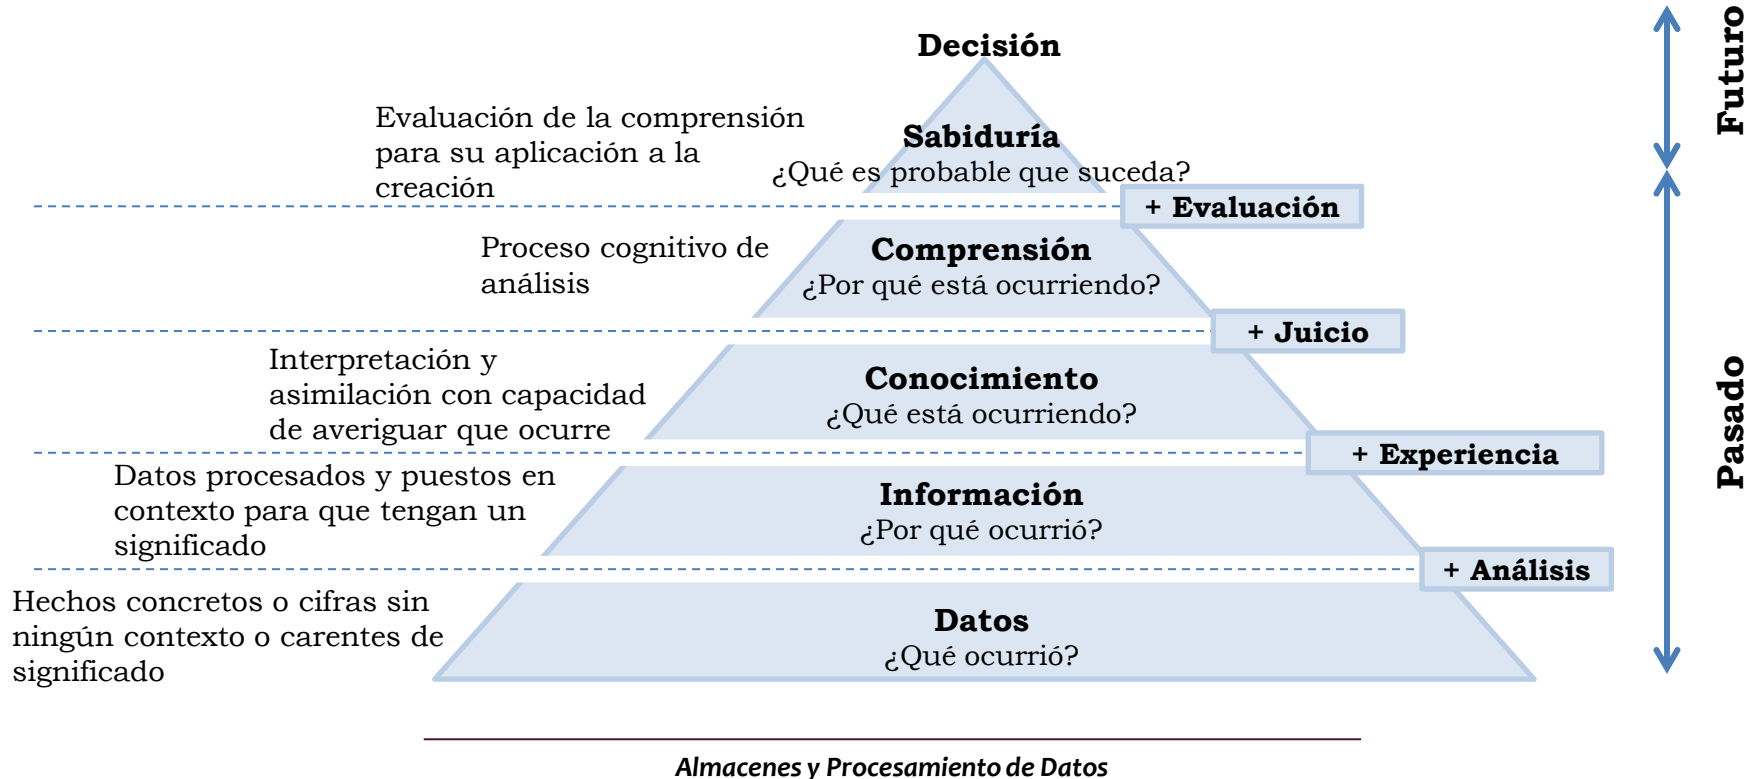 Decisión
Futuro
Evaluación de la comprensión
para su aplicación a la
creación
Sabiduría
¿Qué es probable que suceda?
+ Evaluación
Proceso cognitivo de
análisis
Comprensión
¿Por qué está ocurriendo?
+ Juicio
Interpretación y
asimilación con capacidad
de averiguar que ocurre
Conocimiento
¿Qué está ocurriendo?
Pasado
+ Experiencia
Datos procesados y puestos en
contexto para que tengan un
significado
Información
¿Por qué ocurrió?
+ Análisis
Hechos concretos o cifras sin
ningún contexto o carentes de
significado
Datos
¿Qué ocurrió?
Almacenes y Procesamiento de Datos